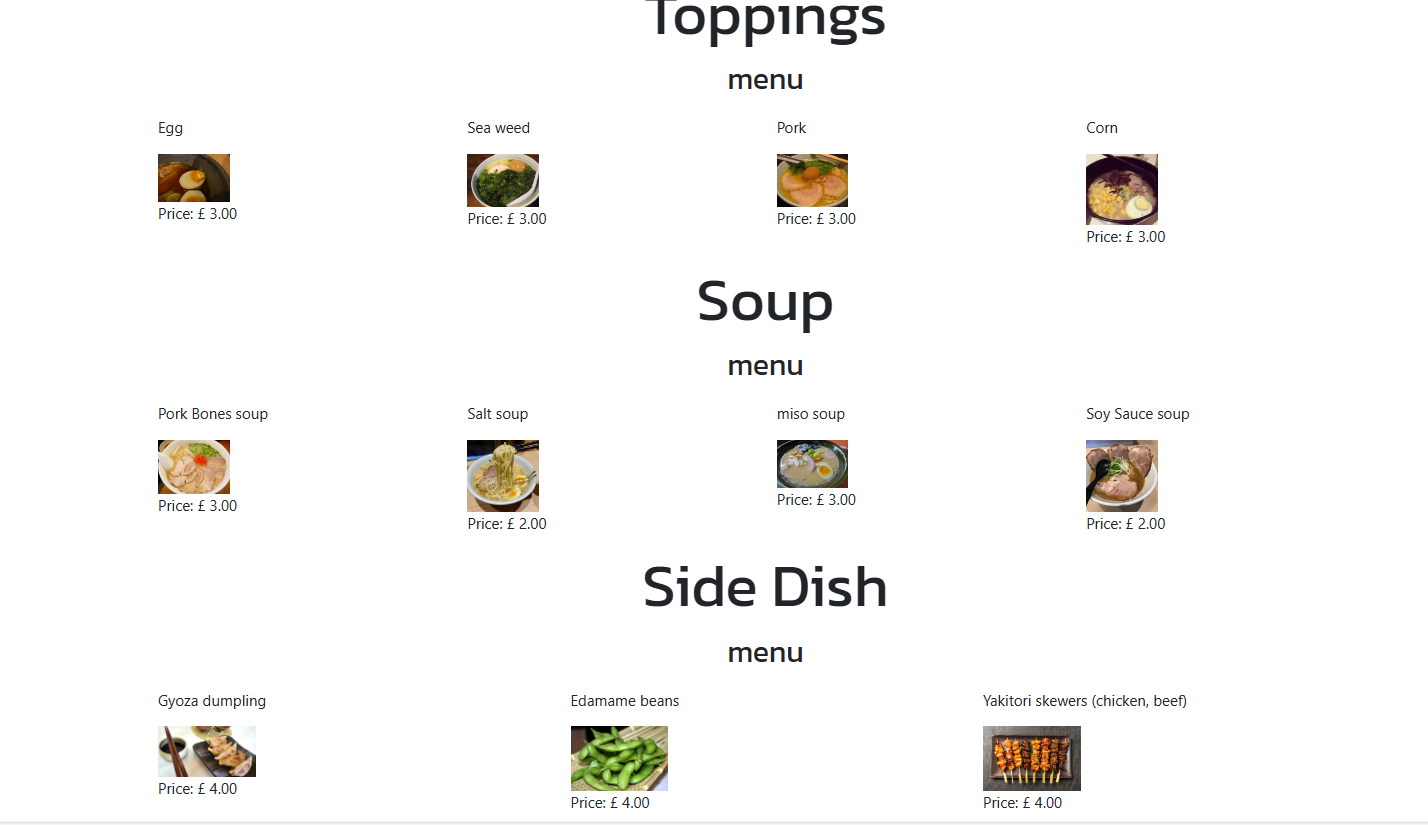 Toppings
menu
Egg
Sea weed
Pork
Corn
Price: £ 3.00
Price: £ 3.00
Price: £ 3.00
Price: £ 3.00
Soup
menu
Pork Bones soup
Salt soup
miso soup
Soy Sauce soup
Price: £ 3.00
Price: £ 2.00
Price: £ 3.00
Price: £ 2.00
Side Dish
menu
Gyoza dumpling
Edamame beans
Yakitori skewers (chicken, beef)
Price: £ 4.00
Price: £ 4.00
Price: £ 4.00